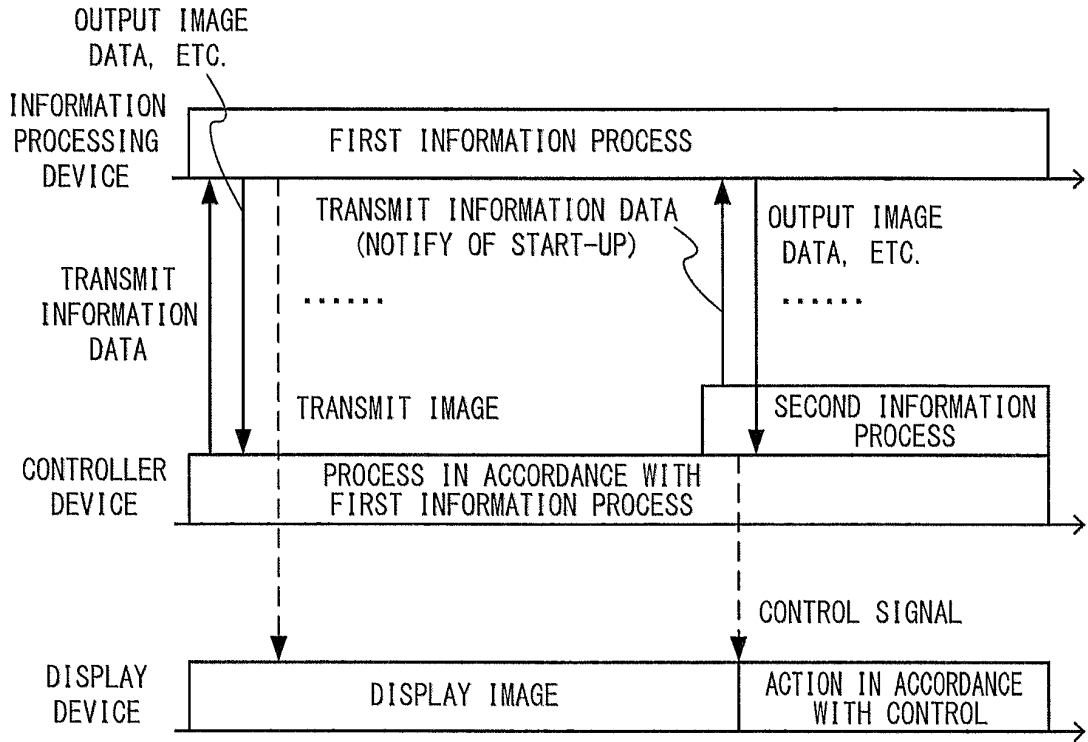 OUTPUT IMAGE
DATA, ETC.
INFORMATION
PROCESSING
DEVICE
FIRST INFORMATION PROCESS
TRANSMIT INFORMATION DATA
(NOTIFY OF START-UP)
OUTPUT IMAGE
DATA, ETC.
TRANSMIT
INFORMATION
DATA
......
......
TRANSMIT IMAGE
SECOND INFORMATION
PROCESS
CONTROLLER
DEVICE
PROCESS IN ACCORDANCE WITH
FIRST INFORMATION PROCESS
CONTROL SIGNAL
DISPLAY
DEVICE
DISPLAY IMAGE
ACTION IN ACCORDANCE
WITH CONTROL